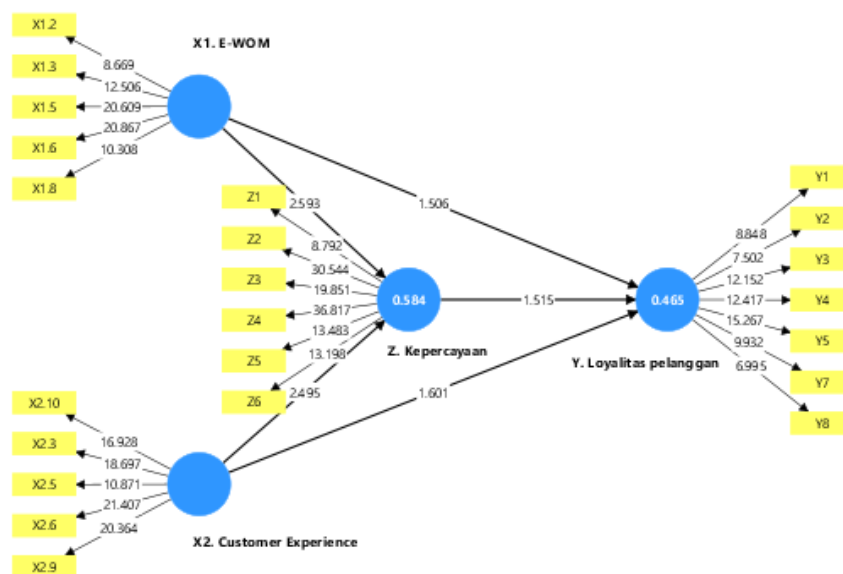 X1.2
X1.3
X1.5
X1.6
X1.8
8.669
12.506
20.609
20.867
10.308
X1. E-WOM
2.593
1.506
Z1
Z2
Z3
Z4
Z5
Z6
8.792
30.544
19.851
36.817
13.483
13.198
2.495
0.584
Z. Kepercayaan
1.515
1.601
0.465
Y. Loyalitas pelanggan
8.848
7.502
12.152
12.417
15.267
9.932
6.995
Y1
Y2
Y3
Y4
Y5
Y7
Y8
X2.10
X2.3
X2.5
X2.6
X2.9
16.928
18.697
10.871
21.407
20.364
X2. Customer Experience